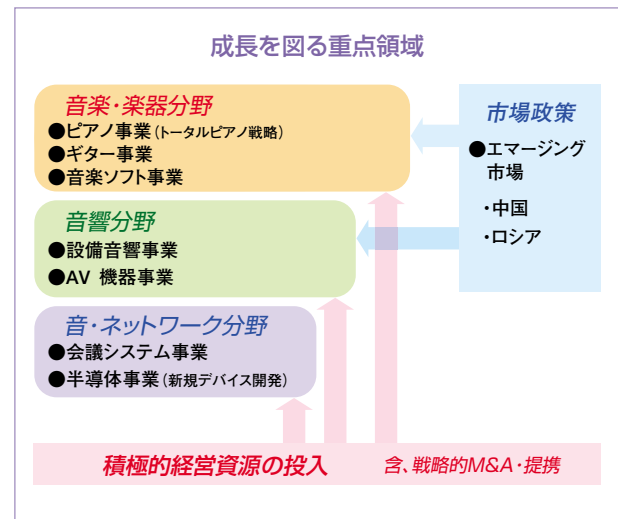 成長を図る重点領域
音楽・楽器分野
●ピアノ事業(トータルピアノ戦略)
●ギター事業
●音楽ソフト事業
音響分野
●設備音響事業
●AV 機器事業
音・ネットワーク分野
●会議システム事業
●半導体事業(新規デバイス開発)
市場政策
●エマージング
市場
・中国
・ロシア
積極的経営資源の投入 含、戦略的M&A・提携